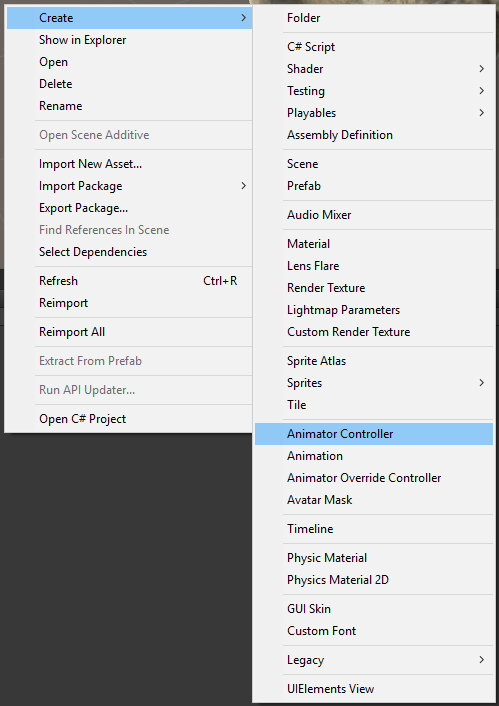 Create
Show in Explorer
Open
Delete
Rename
Open Scene Additive
Import New Asset...
Import Package
Export Package...
Find References In Scene
Select Dependencies
Refresh Ctrl+R
Reimport
Reimport All
Extract From Prefab
Run API Updater...
Open C# Project
Folder
C# Script
Shader
Testing
Playables
Assembly Definition
Scene
Prefab
Audio Mixer
Material
Lens Flare
Render Texture
Lightmap Parameters
Custom Render Texture
Sprite Atlas
Sprites
Tile
Animator Controller
Animation
Animator Override Controller
Avatar Mask
Timeline
Physic Material
Physics Material 2D
GUI Skin
Custom Font
Legacy
UIElements View